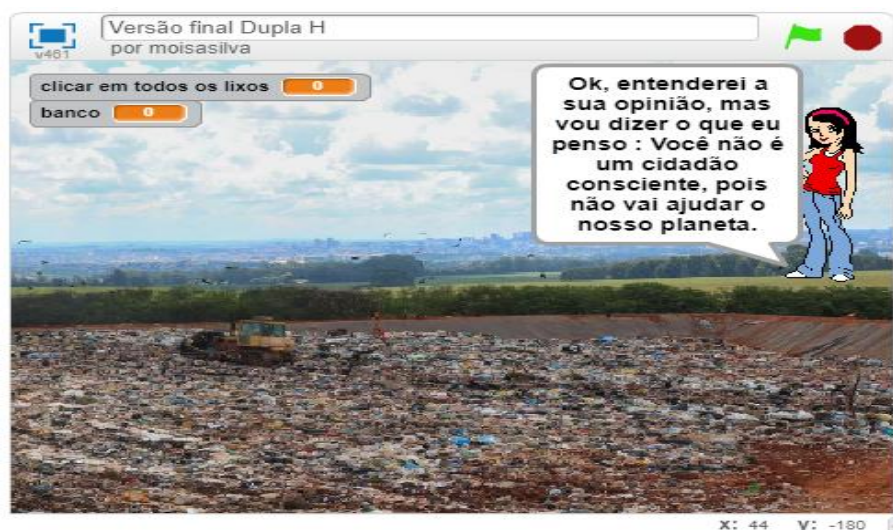 Versão final Dupla H
por moisasilva
v461
clicar em todos os lixos 0
banco 0
Ok, entenderei a
sua opinião, mas
vou dizer o que eu
penso : Você não é
um cidadão
consciente, pois
não vai ajudar o
nosso planeta.
X: 44 Y: -180